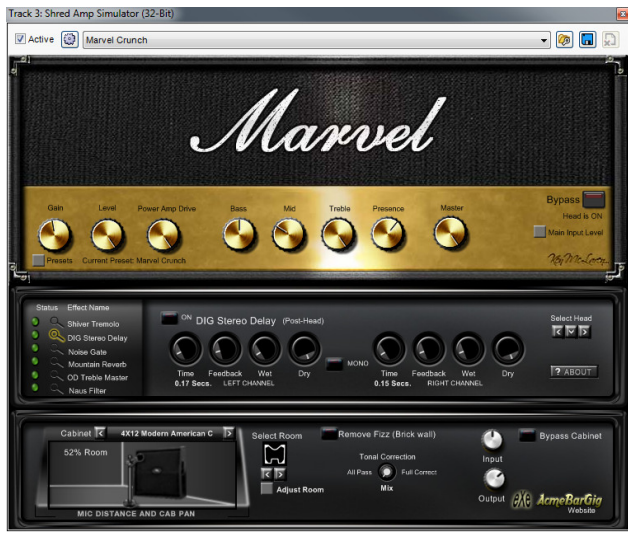 Track 3: Shred Amp Simulator (32-Bit)
Active Marvel Crunch
Marvel
Gain Level Power Amp Drive Bass Mid Treble Presence Master Bypass
Head is ON
Main Input Level
Presets Current Preset: Marvel Crunch
Status Effect Name
Shiver Tremolo
DIG Stereo Delay
Noise Gate
Mountain Reverb
OD Treble Master
Naus Filter
ON DIG Stereo Delay (Post-Head)
Time Feedback Wet Dry
0.17 Secs. LEFT CHANNEL
MONO
Time Feedback Wet Dry
0.15 Secs. RIGHT CHANNEL
Select Head
? ABOUT
Cabinet 4X12 Modern American C
52% Room
MIC DISTANCE AND CAB PAN
Select Room
Adjust Room
Remove Fizz (Brick wall)
Tonal Correction
All Pass Full Correct
Mix
Input
Output
Bypass Cabinet
AcmeBarGig
Website